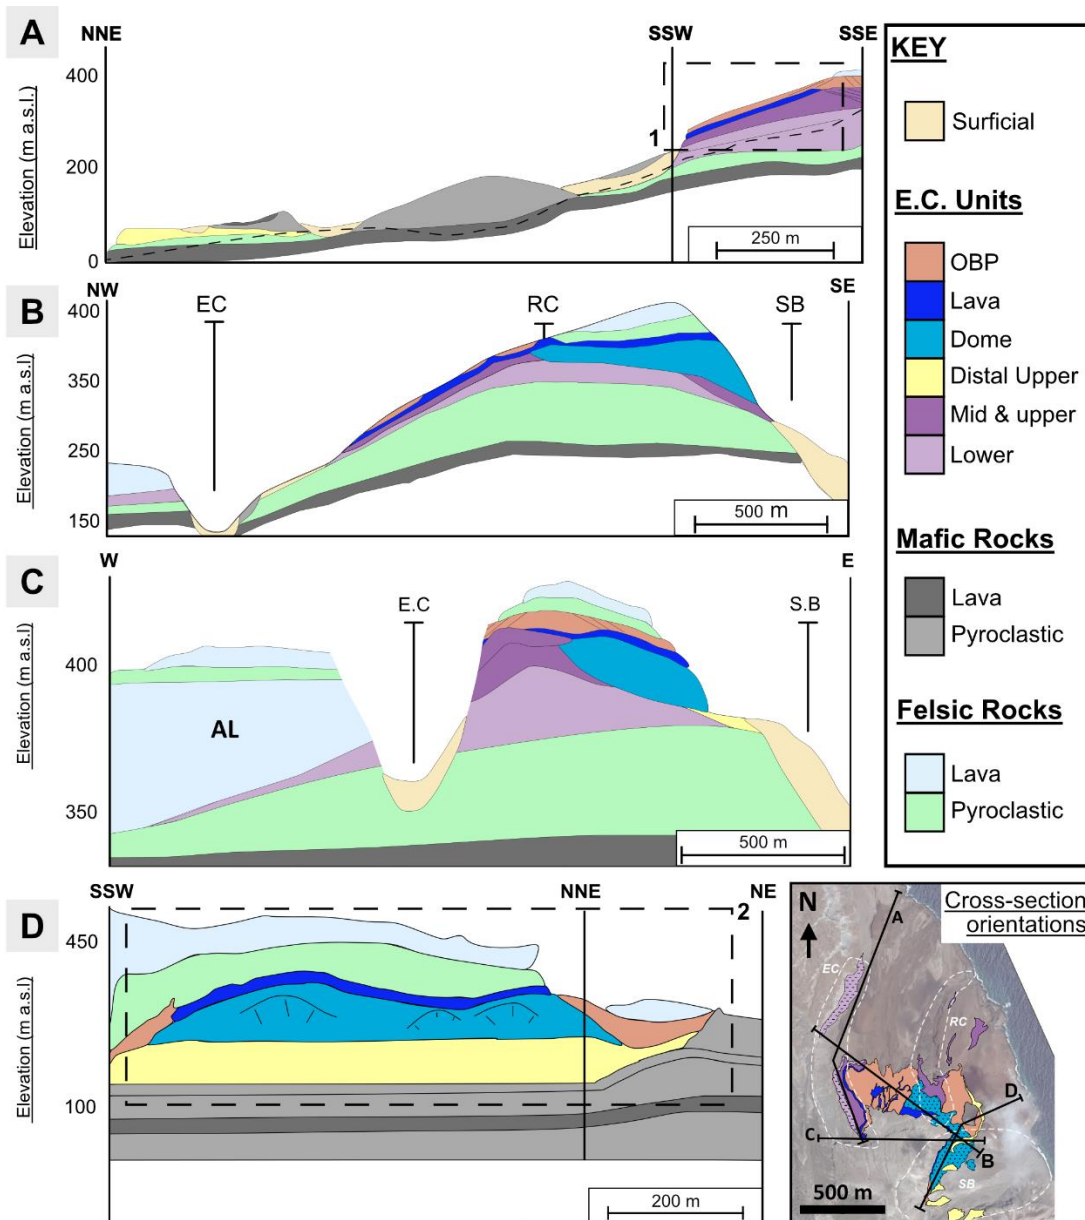 A
NNE
SSW
SSE
Elevation (m a.s.l.)
400
200
0
1
250 m
B
NW
SE
EC
RC
SB
Elevation (m a.s.l)
400
350
250
150
500 m
C
W
E
E.C
S.B
Elevation (m a.s.l)
400
350
AL
500 m
D
SSW
NNE
NE
2
Elevation (m a.s.l)
450
100
200 m
KEY
Surficial
E.C. Units
OBP
Lava
Dome
Distal Upper
Mid & upper
Lower
Mafic Rocks
Lava
Pyroclastic
Felsic Rocks
Lava
Pyroclastic
N
Cross-section
orientations
A
EC
RC
D
C
B
SB
500 m